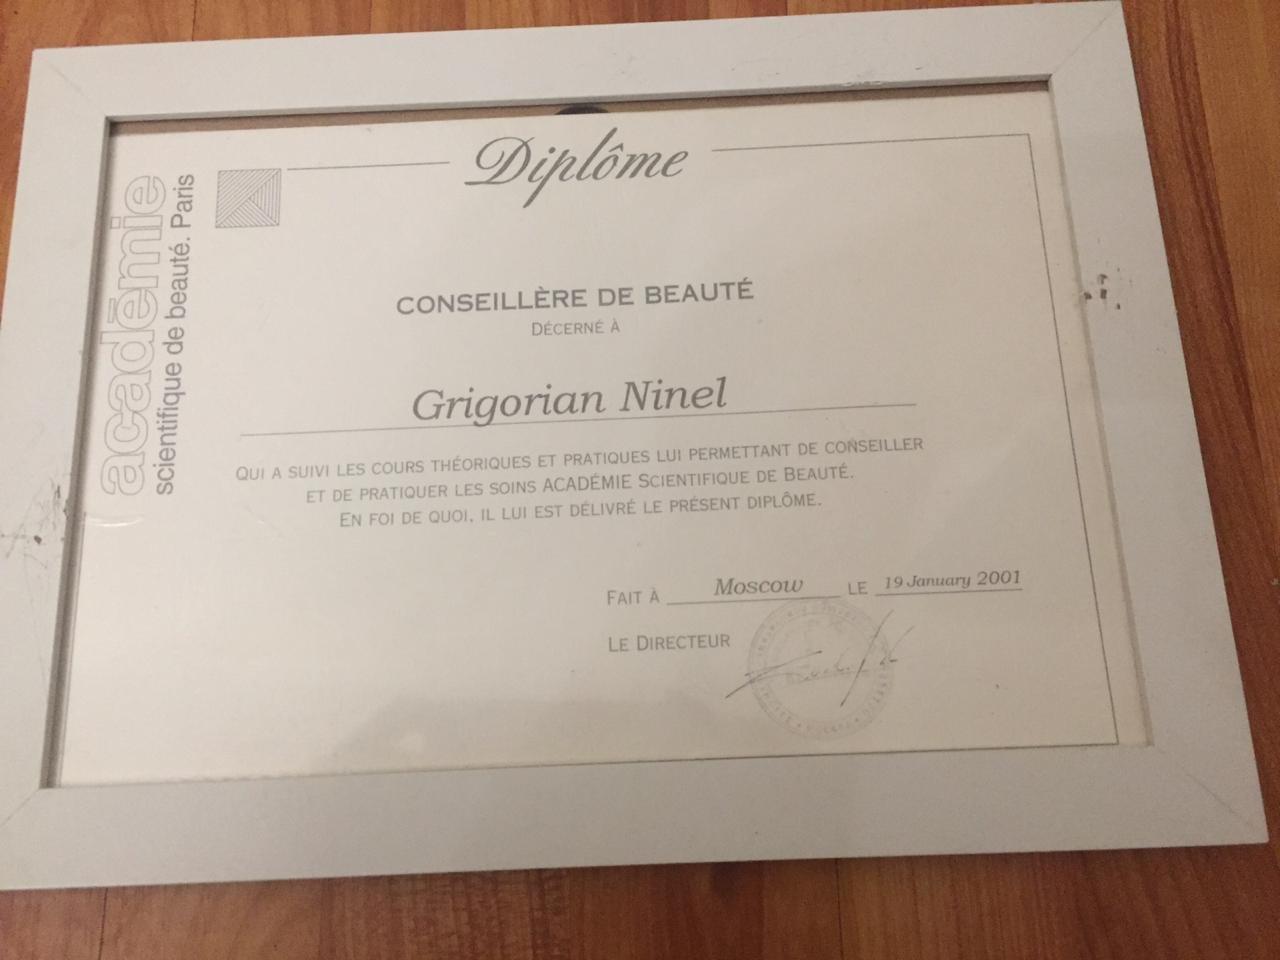 Diplôme
acadēmie
scientifique de beauté. Paris
CONSEILLÈRE DE BEAUTÉ
DÉCERNÉ À
Grigorian Ninel
QUI A SUIVI LES COURS THÉORIQUES ET PRATIQUES LUI PERMETTANT DE CONSEILLER
ET DE PRATIQUER LES SOINS ACADÉMIE SCIENTIFIQUE DE BEAUTÉ.
EN FOI DE QUOI, IL LUI EST DÉLIVRÉ LE PRÉSENT DIPLÔME.
FAIT À Moscow LE 19 January 2001
LE DIRECTEUR